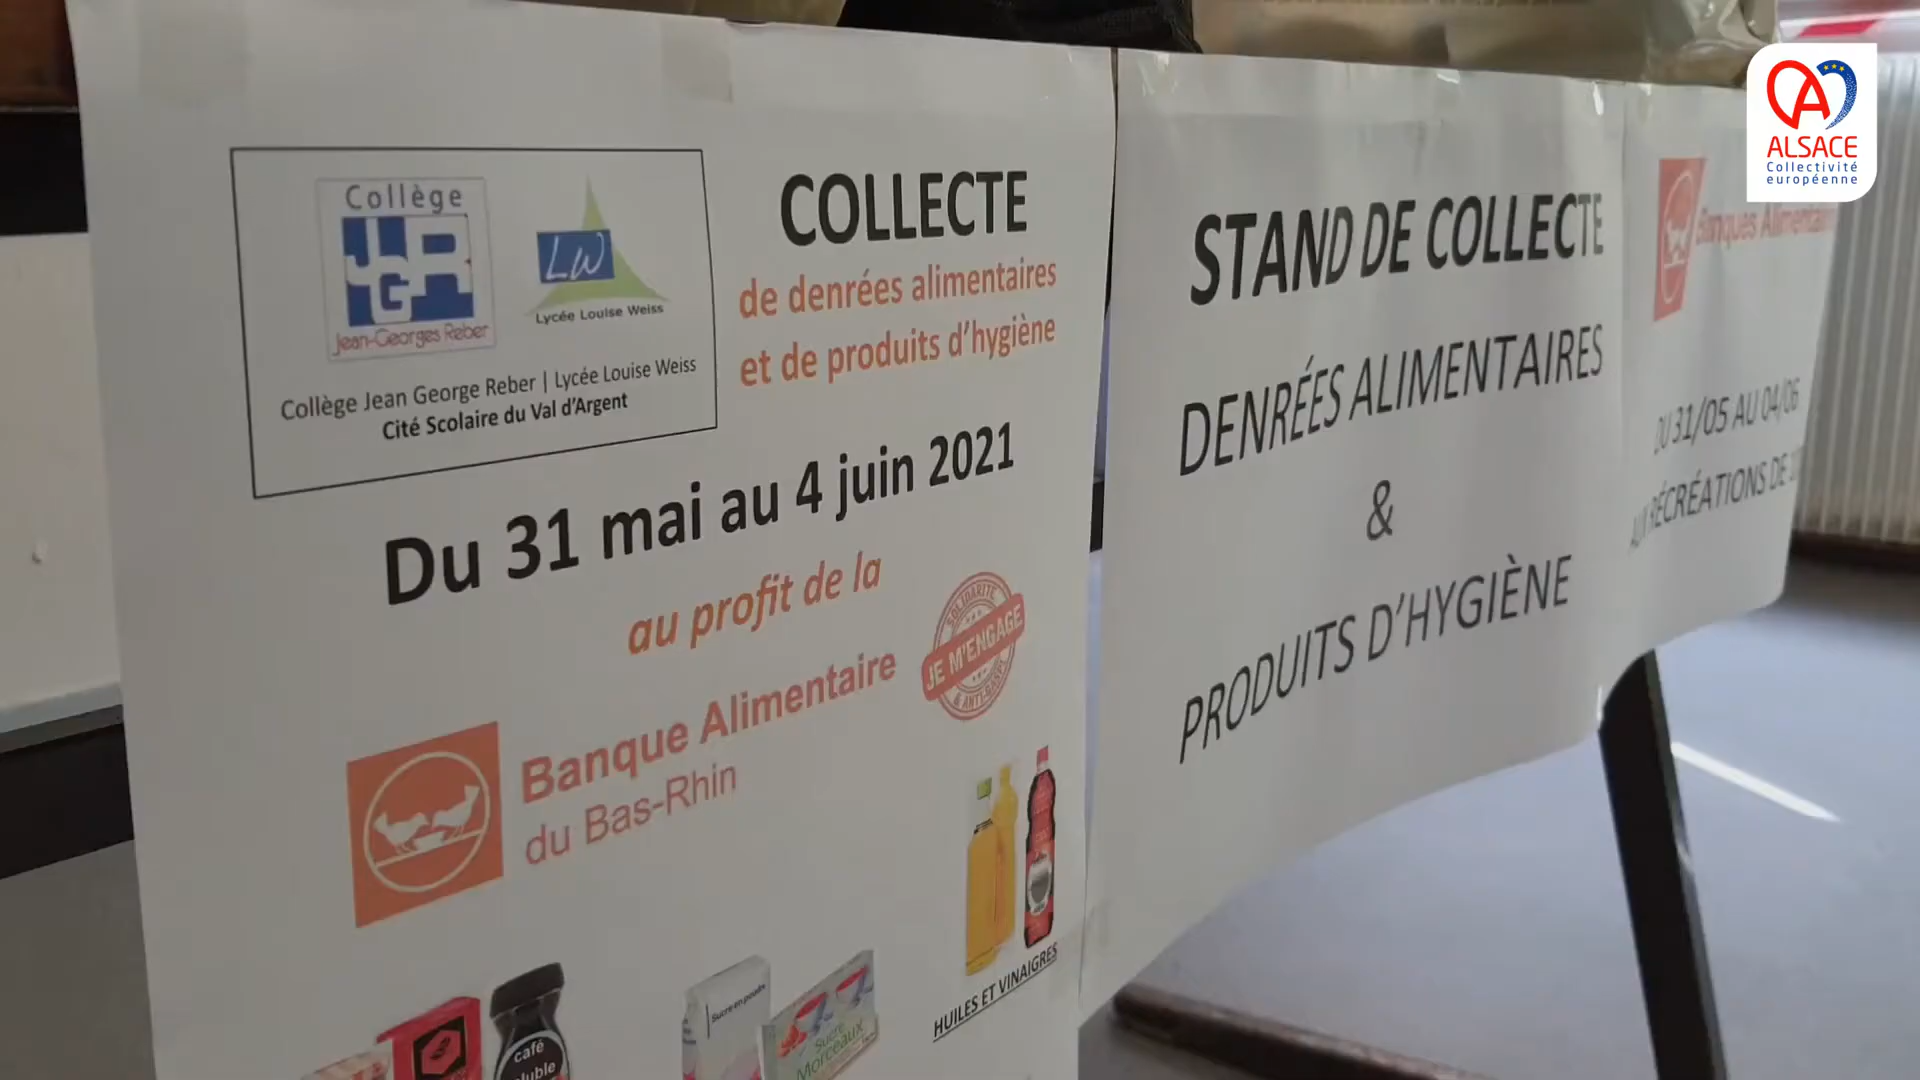 Collège
JGR
Jean-Georges Reber
LW
Lycée Louise Weiss
Collège Jean George Reber | Lycée Louise Weiss
Cité Scolaire du Val d'Argent
COLLECTE
de denrées alimentaires
et de produits d'hygiène
Du 31 mai au 4 juin 2021
au profit de la
Banque Alimentaire
du Bas-Rhin
SOLIDARITÉ
JE M'ENGAGE
HUILES ET VINAIGRES
café
Sucre en poudre
Sucre
Morceaux
STAND DE COLLECTE
DENRÉES ALIMENTAIRES
&
PRODUITS D'HYGIÈNE
Banques
DU 31/05 AU 04/06
AUX RÉCRÉATIONS DE
ALSACE
Collectivité
européenne